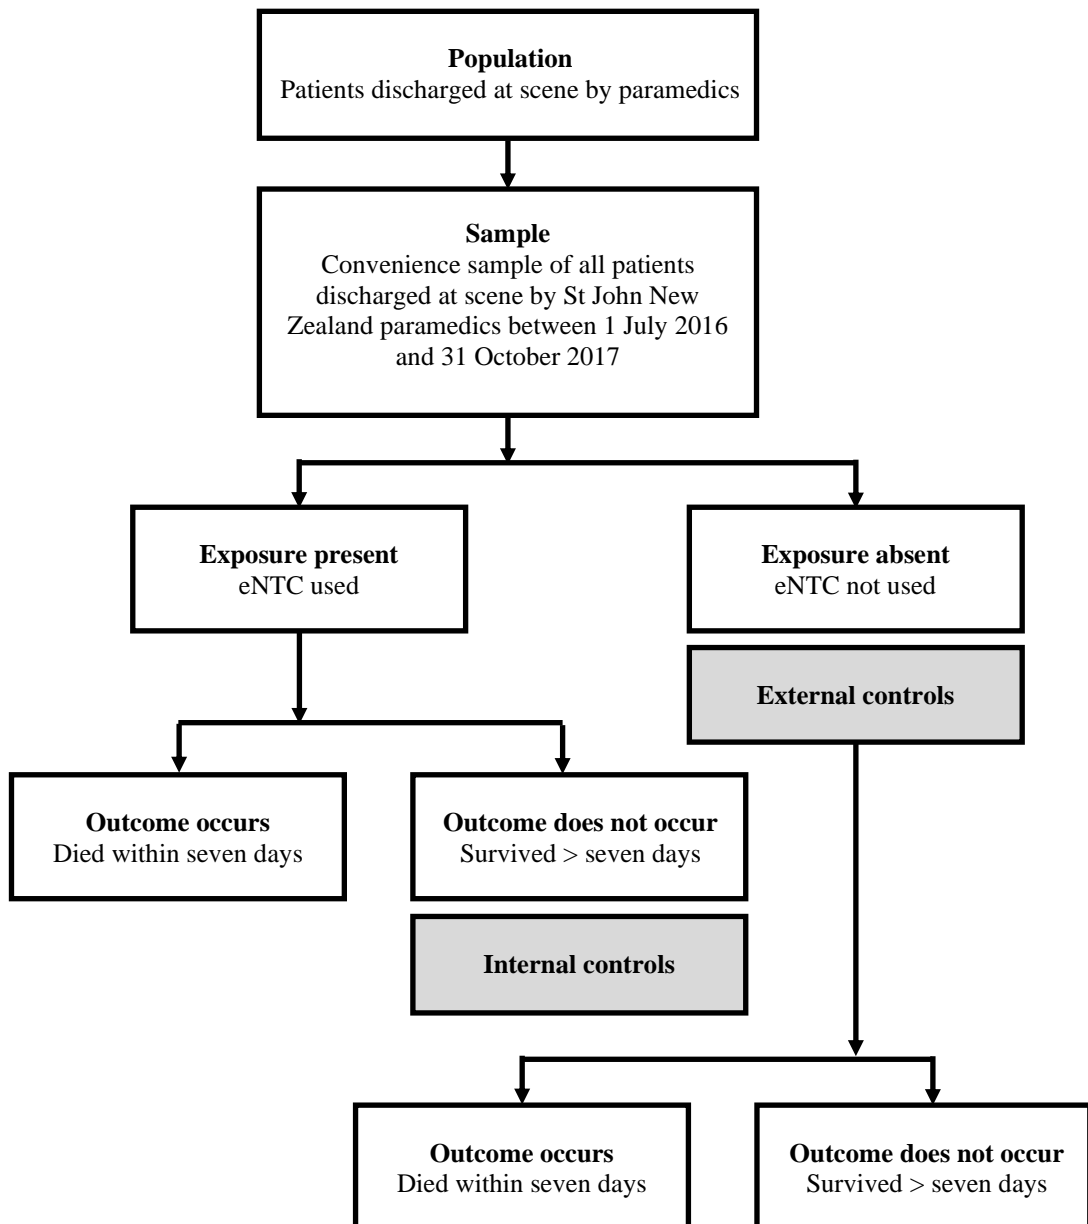 Population
Patients discharged at scene by paramedics
Sample
Convenience sample of all patients
discharged at scene by St John New
Zealand paramedics between 1 July 2016
and 31 October 2017
Exposure present
eNTC used
Exposure absent
eNTC not used
External controls
Outcome occurs
Died within seven days
Outcome does not occur
Survived > seven days
Internal controls
Outcome occurs
Died within seven days
Outcome does not occur
Survived > seven days